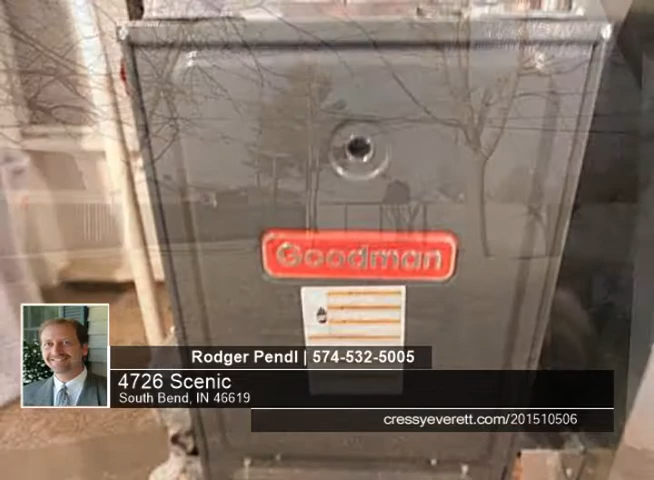 Goodman
Rodger Pendl | 574-532-5005
4726 Scenic
South Bend, IN 46619
cressyeverett.com/201510506